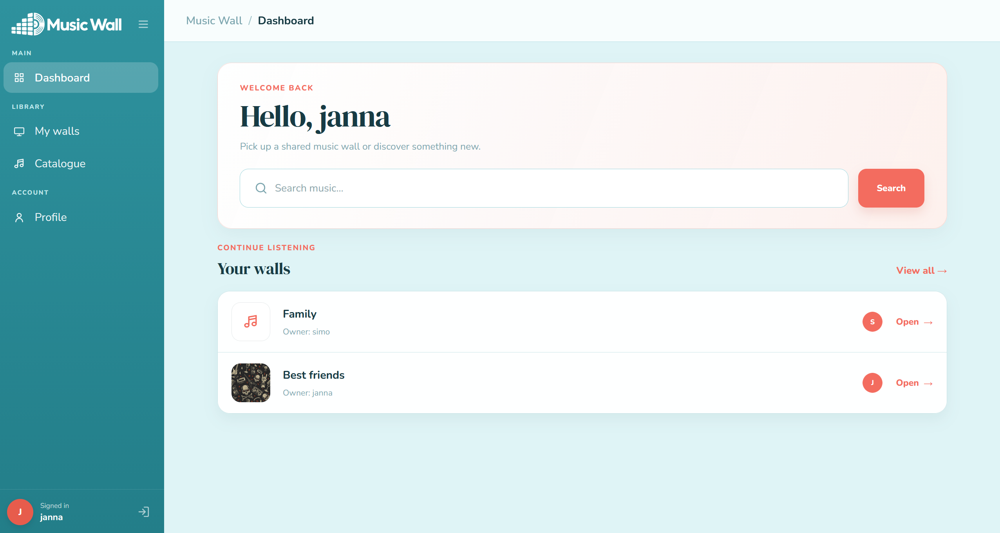 Music Wall
MAIN
Dashboard
LIBRARY
My walls
Catalogue
ACCOUNT
Profile
J
Signed in
janna
Music Wall / Dashboard
WELCOME BACK
Hello, janna
Pick up a shared music wall or discover something new.
Search music...
Search
CONTINUE LISTENING
Your walls
View all →
Family
Owner: simo
S
Open →
Best friends
Owner: janna
J
Open →